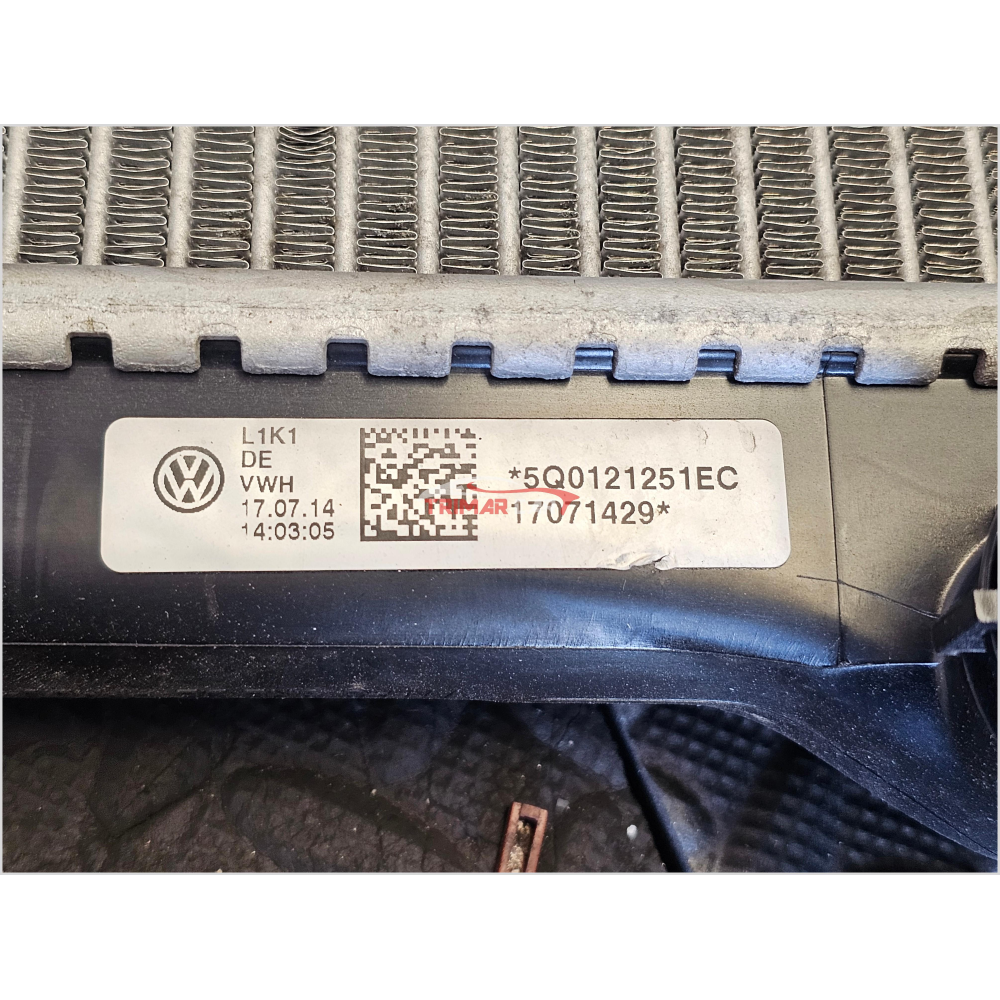 L1K1
DE
VWH
17.07.14
14:03:05
*5Q0121251EC
17071429*